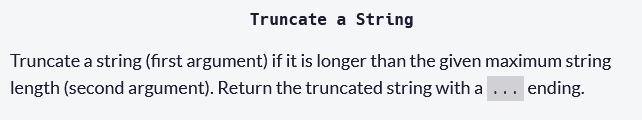 Truncate a String
Truncate a string (first argument) if it is longer than the given maximum string
length (second argument). Return the truncated string with a ... ending.